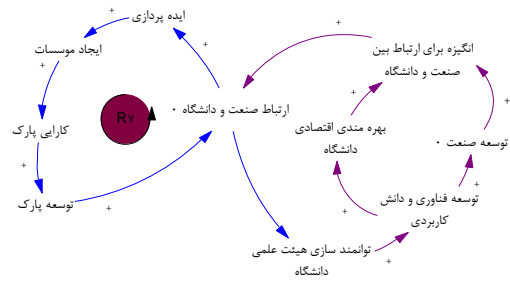 ایده پردازی
ایجاد موسسات
کارایی پارک
توسعه پارک
R۷
ارتباط صنعت و دانشگاه ۰
انگیزه برای ارتباط بین
صنعت و دانشگاه
بهره مندی اقتصادی
دانشگاه
توسعه صنعت ۰
توسعه فناوری و دانش
کاربردی
توانمند سازی هیئت علمی
دانشگاه
+
+
+
+
+
+
+
+
+
+
+
+